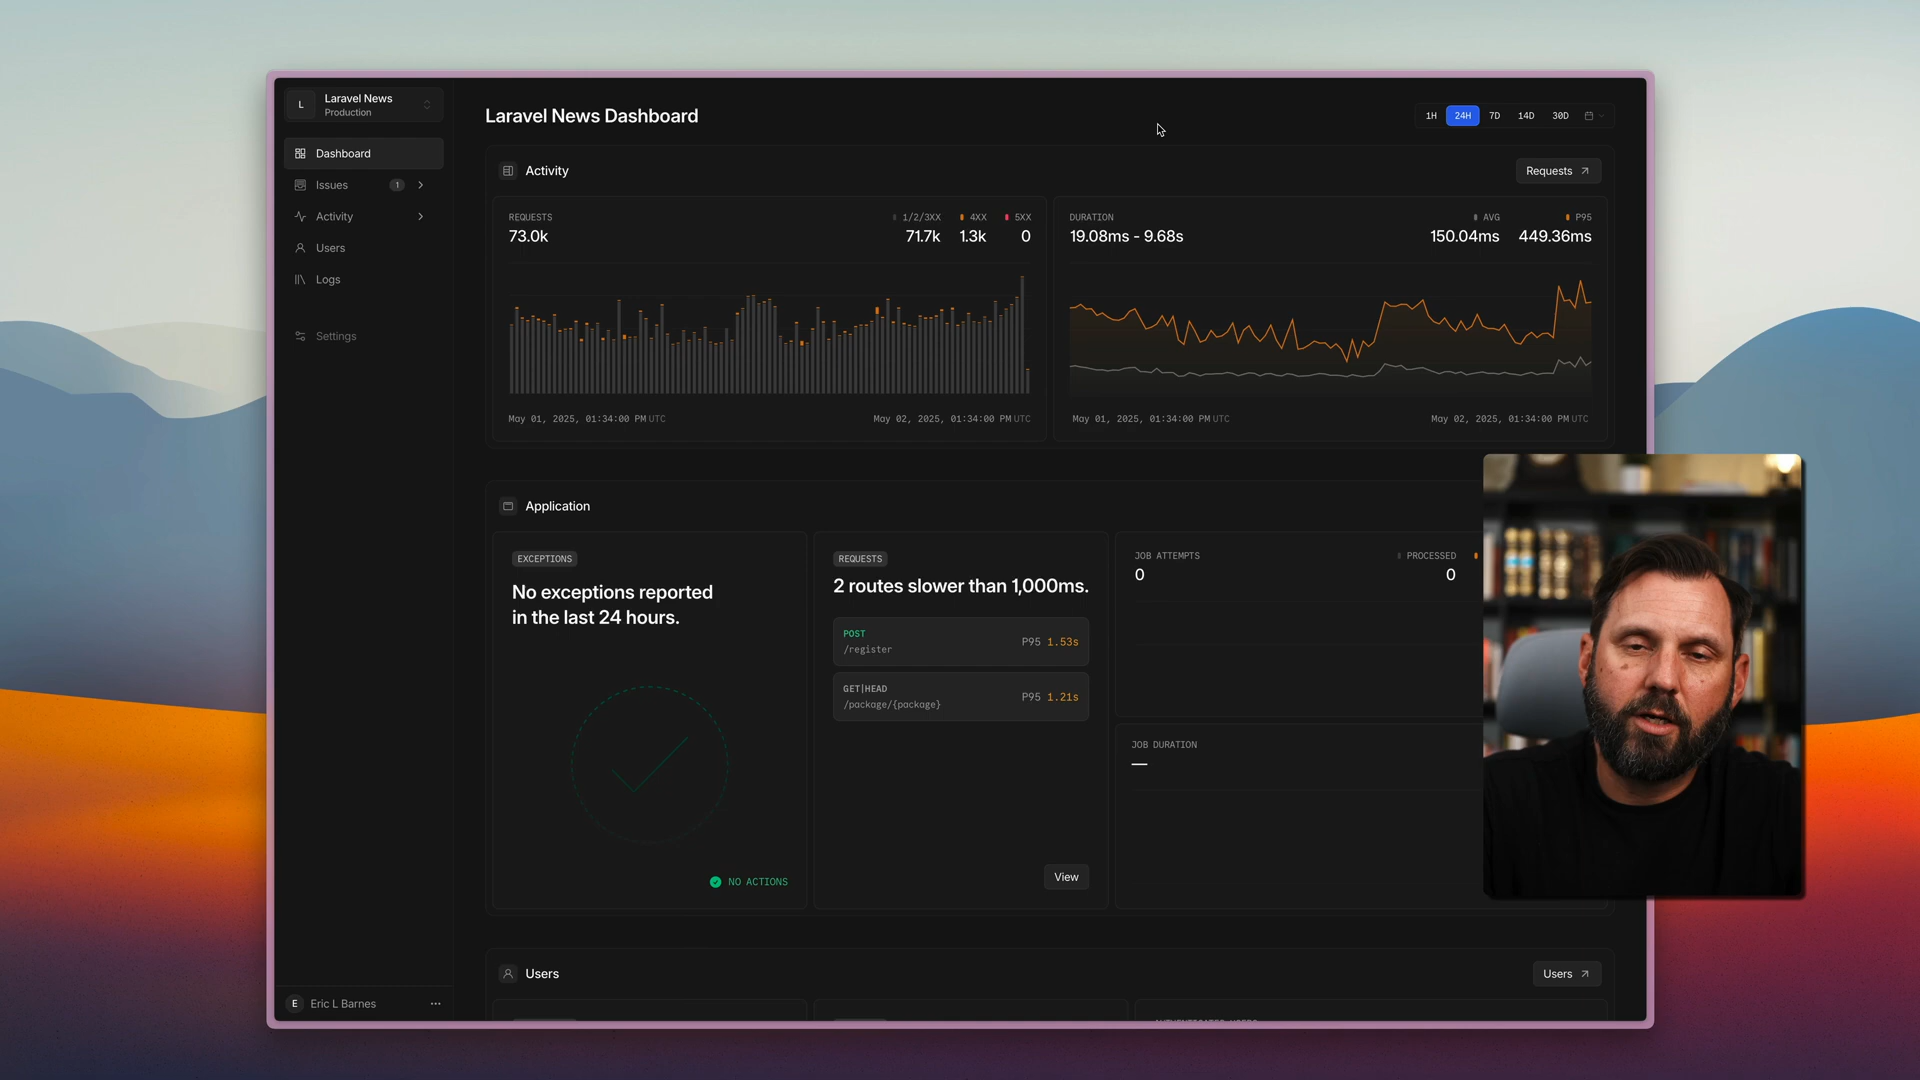 L
Laravel News
Production
Dashboard
Issues 1
Activity
Users
Logs
Settings
E Eric L Barnes
Laravel News Dashboard
1H 24H 7D 14D 30D
Activity
Requests
REQUESTS
73.0k
1/2/3XX 4XX 5XX
71.7k 1.3k 0
May 01, 2025, 01:34:00 PM UTC
May 02, 2025, 01:34:00 PM UTC
DURATION
19.08ms - 9.68s
AVG P95
150.04ms 449.36ms
May 01, 2025, 01:34:00 PM UTC
May 02, 2025, 01:34:00 PM UTC
Application
EXCEPTIONS
No exceptions reported
in the last 24 hours.
NO ACTIONS
REQUESTS
2 routes slower than 1,000ms.
POST
/register
P95 1.53s
GET|HEAD
/package/{package}
P95 1.21s
View
JOB ATTEMPTS
0
PROCESSED
0
JOB DURATION
—
Users
Users